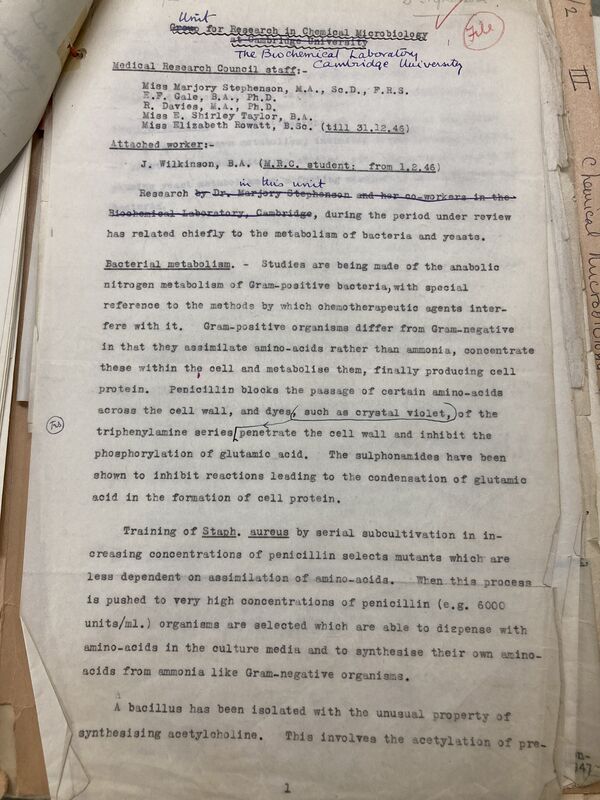 Unit
Group for Research in Chemical Microbiology
at Cambridge University
The Biochemical Laboratory
Cambridge University
File
Medical Research Council staff:-
Miss Marjory Stephenson, M.A., Sc.D., F.R.S.
E.F. Gale, B.A., Ph.D.
R. Davies, M.A., Ph.D.
Miss E. Shirley Taylor, B.A.
Miss Elizabeth Rowatt, B.Sc. (till 31.12.46)
Attached worker:-
J. Wilkinson, B.A. (M.R.C. student: from 1.2.46)
in this unit
Research by Dr. Marjory Stephenson and her co-workers in the
Biochemical Laboratory, Cambridge, during the period under review
has related chiefly to the metabolism of bacteria and yeasts.
Bacterial metabolism. - Studies are being made of the anabolic
nitrogen metabolism of Gram-positive bacteria, with special
reference to the methods by which chemotherapeutic agents inter-
fere with it. Gram-positive organisms differ from Gram-negative
in that they assimilate amino-acids rather than ammonia, concentrate
these within the cell and metabolise them, finally producing cell
protein. Penicillin blocks the passage of certain amino-acids
across the cell wall, and dyes, such as crystal violet, of the
triphenylamine series penetrate the cell wall and inhibit the
phosphorylation of glutamic acid. The sulphonamides have been
shown to inhibit reactions leading to the condensation of glutamic
acid in the formation of cell protein.
Training of Staph. aureus by serial subcultivation in in-
creasing concentrations of penicillin selects mutants which are
less dependent on assimilation of amino-acids. When this process
is pushed to very high concentrations of penicillin (e.g. 6000
units/ml.) organisms are selected which are able to dizpense with
amino-acids in the culture media and to synthesise their own amino-
acids from ammonia like Gram-negative organisms.
A bacillus has been isolated with the unusual property of
synthesising acetylcholine. This involves the acetylation of pre-
1
/2
III
Chemical Microbiology
on-
947-